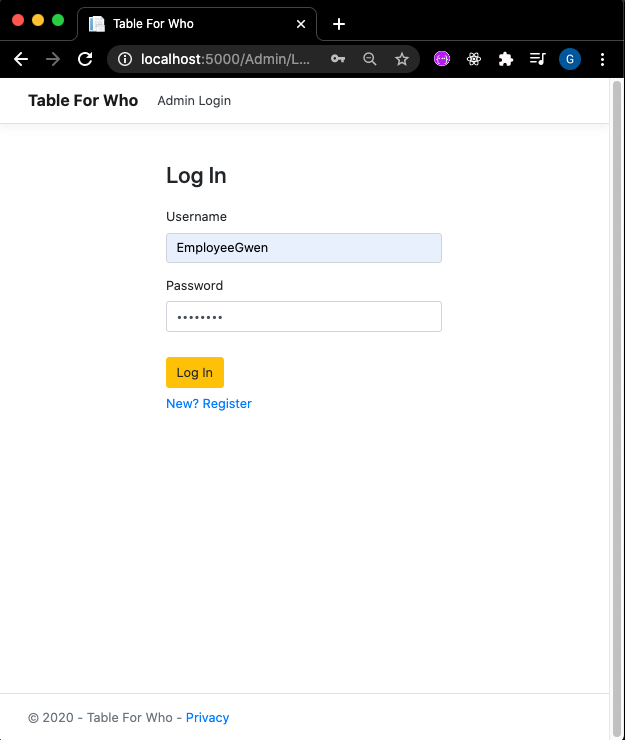 Table For Who
localhost:5000/Admin/L...
G
Table For Who Admin Login
Log In
Username
EmployeeGwen
Password
••••••••
Log In
New? Register
© 2020 - Table For Who - Privacy